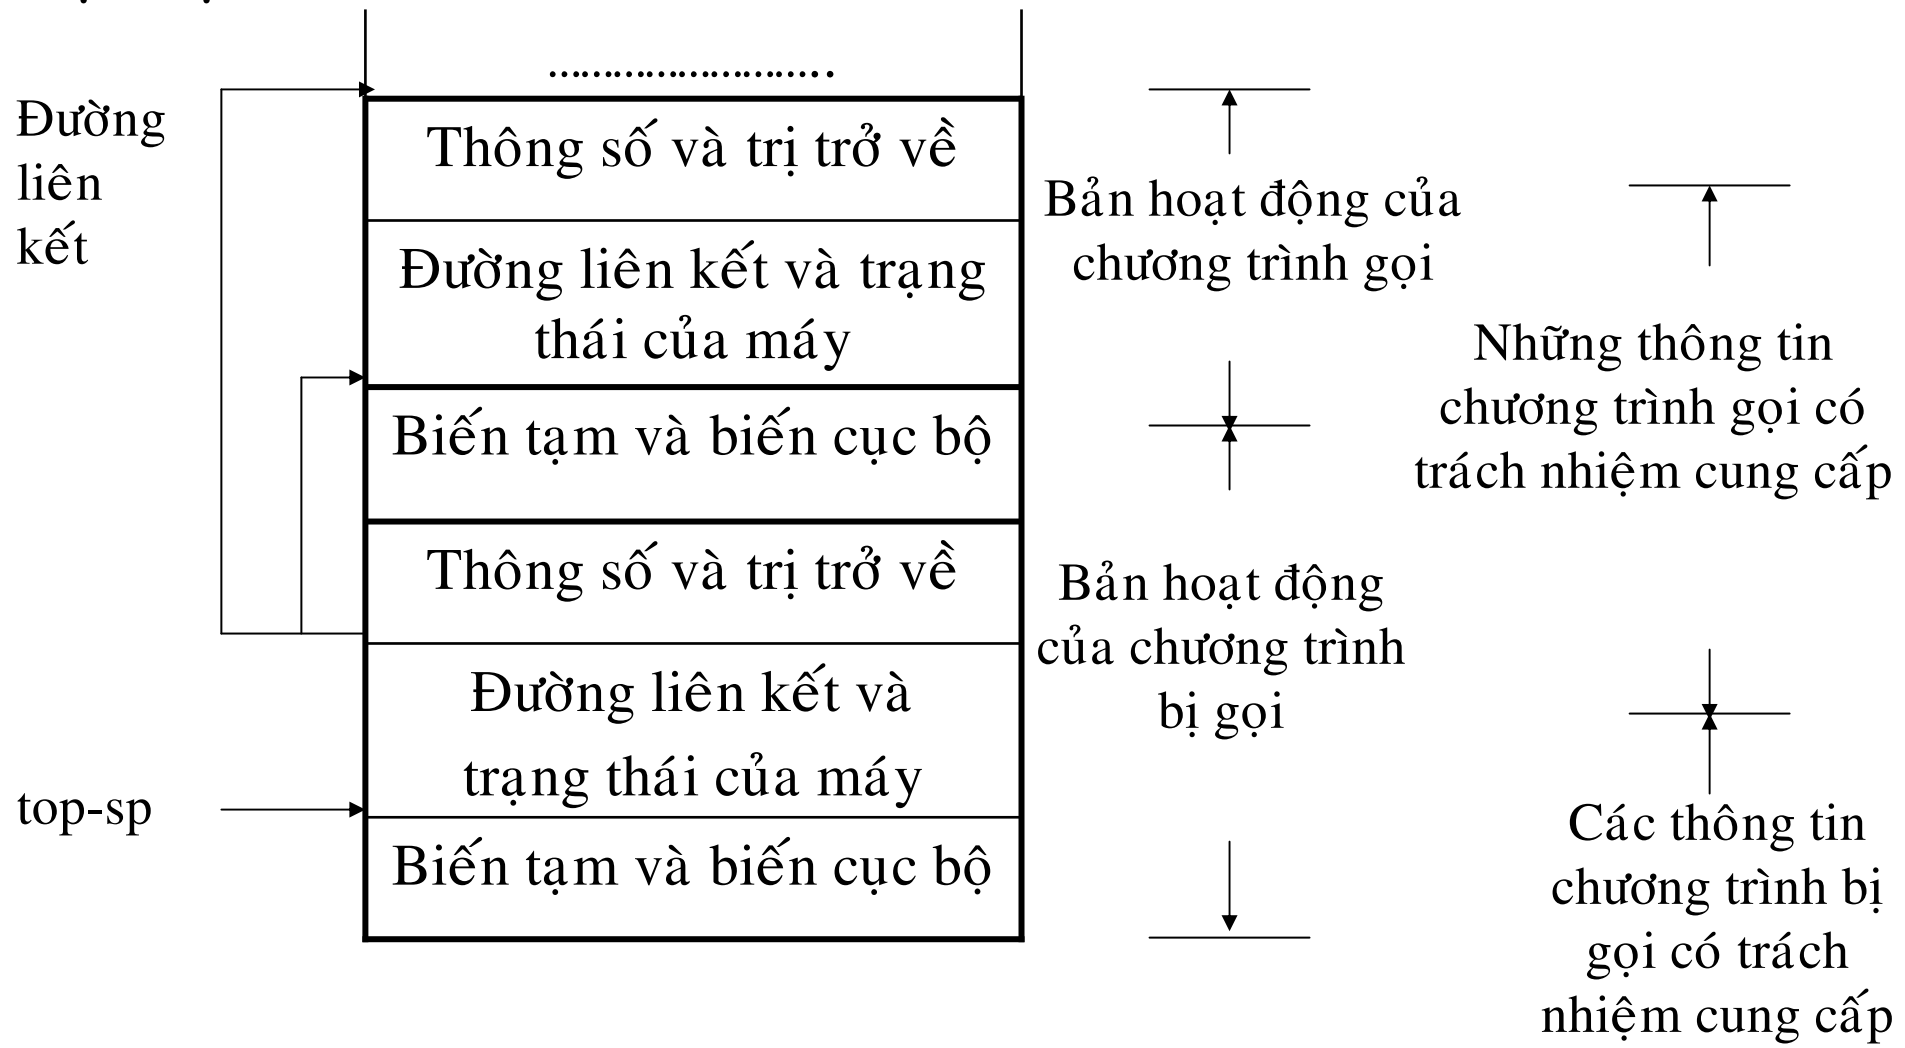 ……………………..
Đường
liên
kết
Thông số và trị trở về
Đường liên kết và trạng
thái của máy
Biến tạm và biến cục bộ
Thông số và trị trở về
Đường liên kết và
trạng thái của máy
top-sp
Biến tạm và biến cục bộ
Bản hoạt động của
chương trình gọi
Bản hoạt động
của chương trình
bị gọi
Những thông tin
chương trình gọi có
trách nhiệm cung cấp
Các thông tin
chương trình bị
gọi có trách
nhiệm cung cấp